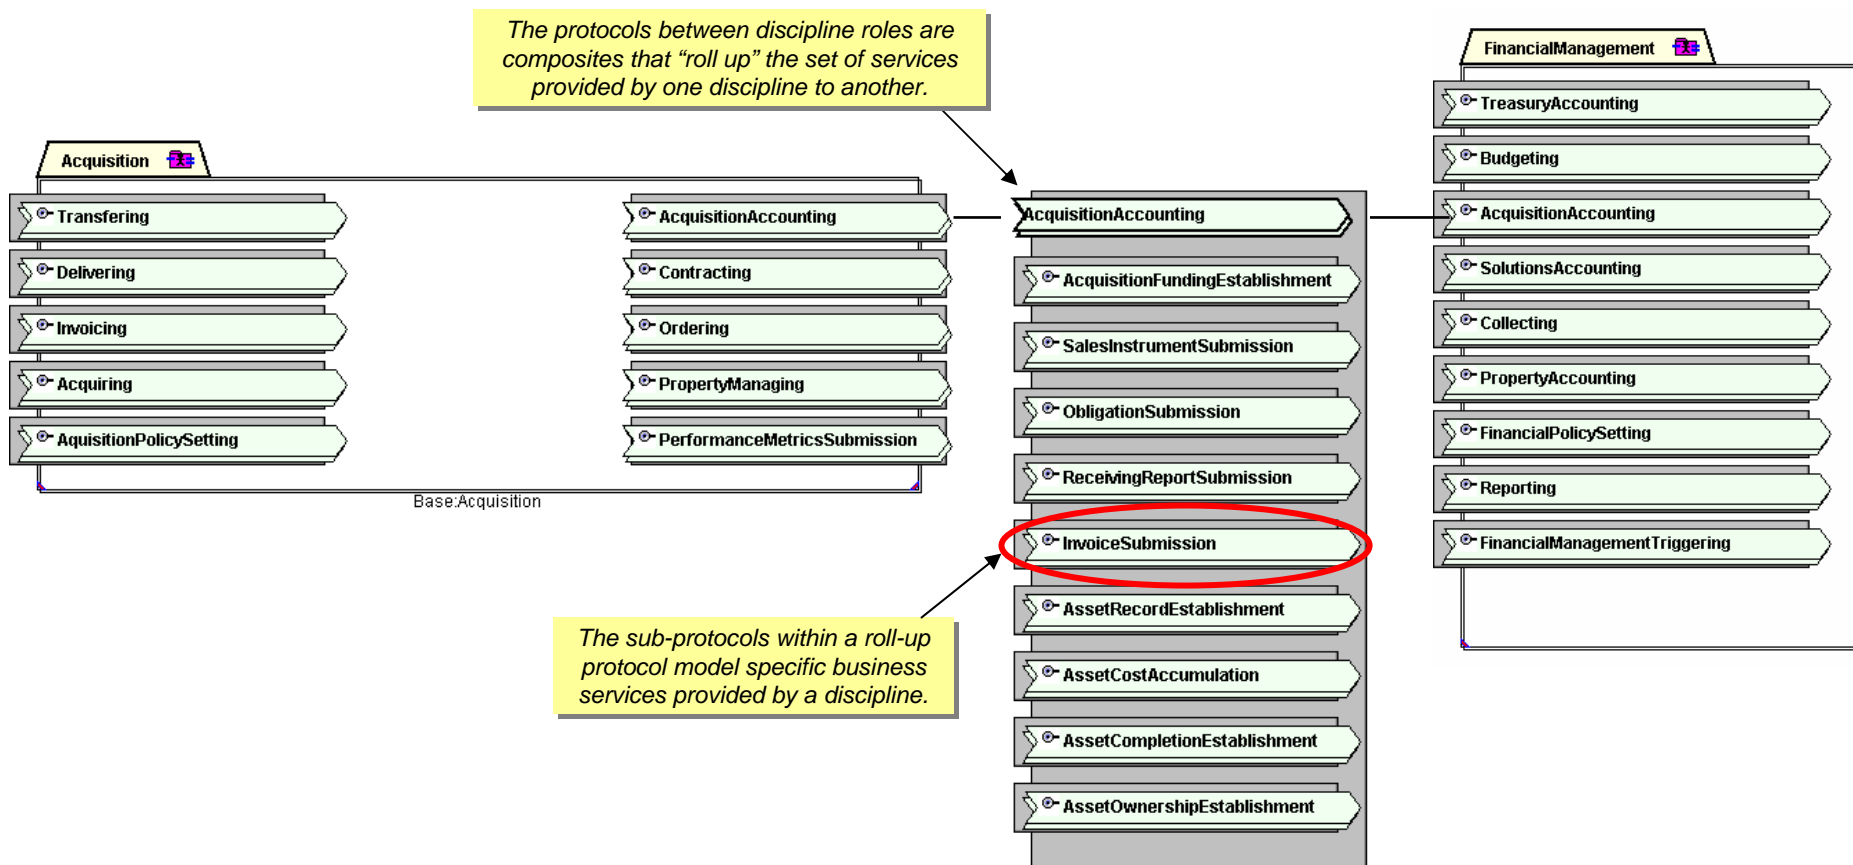 The protocols between discipline roles are
composites that “roll up” the set of services
provided by one discipline to another.
Acquisition
Transfering
Delivering
Invoicing
Acquiring
AquisitionPolicySetting
AcquisitionAccounting
Contracting
Ordering
PropertyManaging
PerformanceMetricsSubmission
Base:Acquisition
AcquisitionAccounting
AcquisitionFundingEstablishment
SalesInstrumentSubmission
ObligationSubmission
ReceivingReportSubmission
InvoiceSubmission
AssetRecordEstablishment
AssetCostAccumulation
AssetCompletionEstablishment
AssetOwnershipEstablishment
The sub-protocols within a roll-up
protocol model specific business
services provided by a discipline.
FinancialManagement
TreasuryAccounting
Budgeting
AcquisitionAccounting
SolutionsAccounting
Collecting
PropertyAccounting
FinancialPolicySetting
Reporting
FinancialManagementTriggering